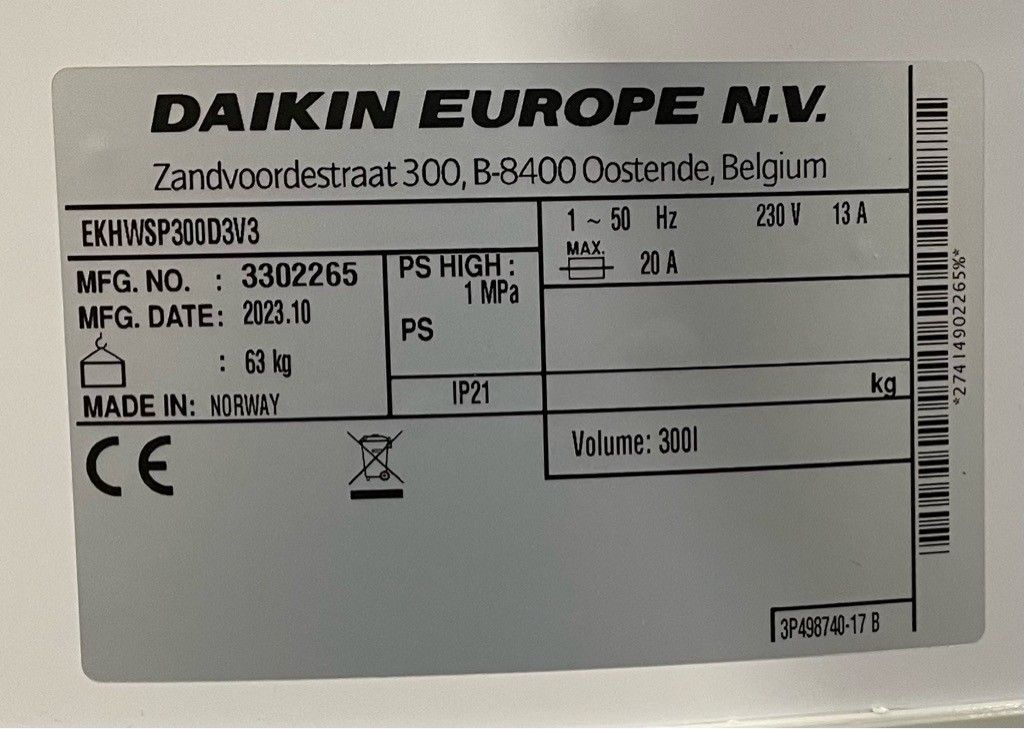 DAIKIN EUROPE N.V.
Zandvoordestraat 300, B-8400 Oostende, Belgium
EKHWSP300D3V3
1 ~ 50 Hz 230 V 13 A
MAX. 20 A
MFG. NO. : 3302265
MFG. DATE: 2023.10
: 63 kg
MADE IN: NORWAY
PS HIGH :
1 MPa
PS
IP21
kg
Volume: 300l
CE
3P498740-17 B
*27414902265%*